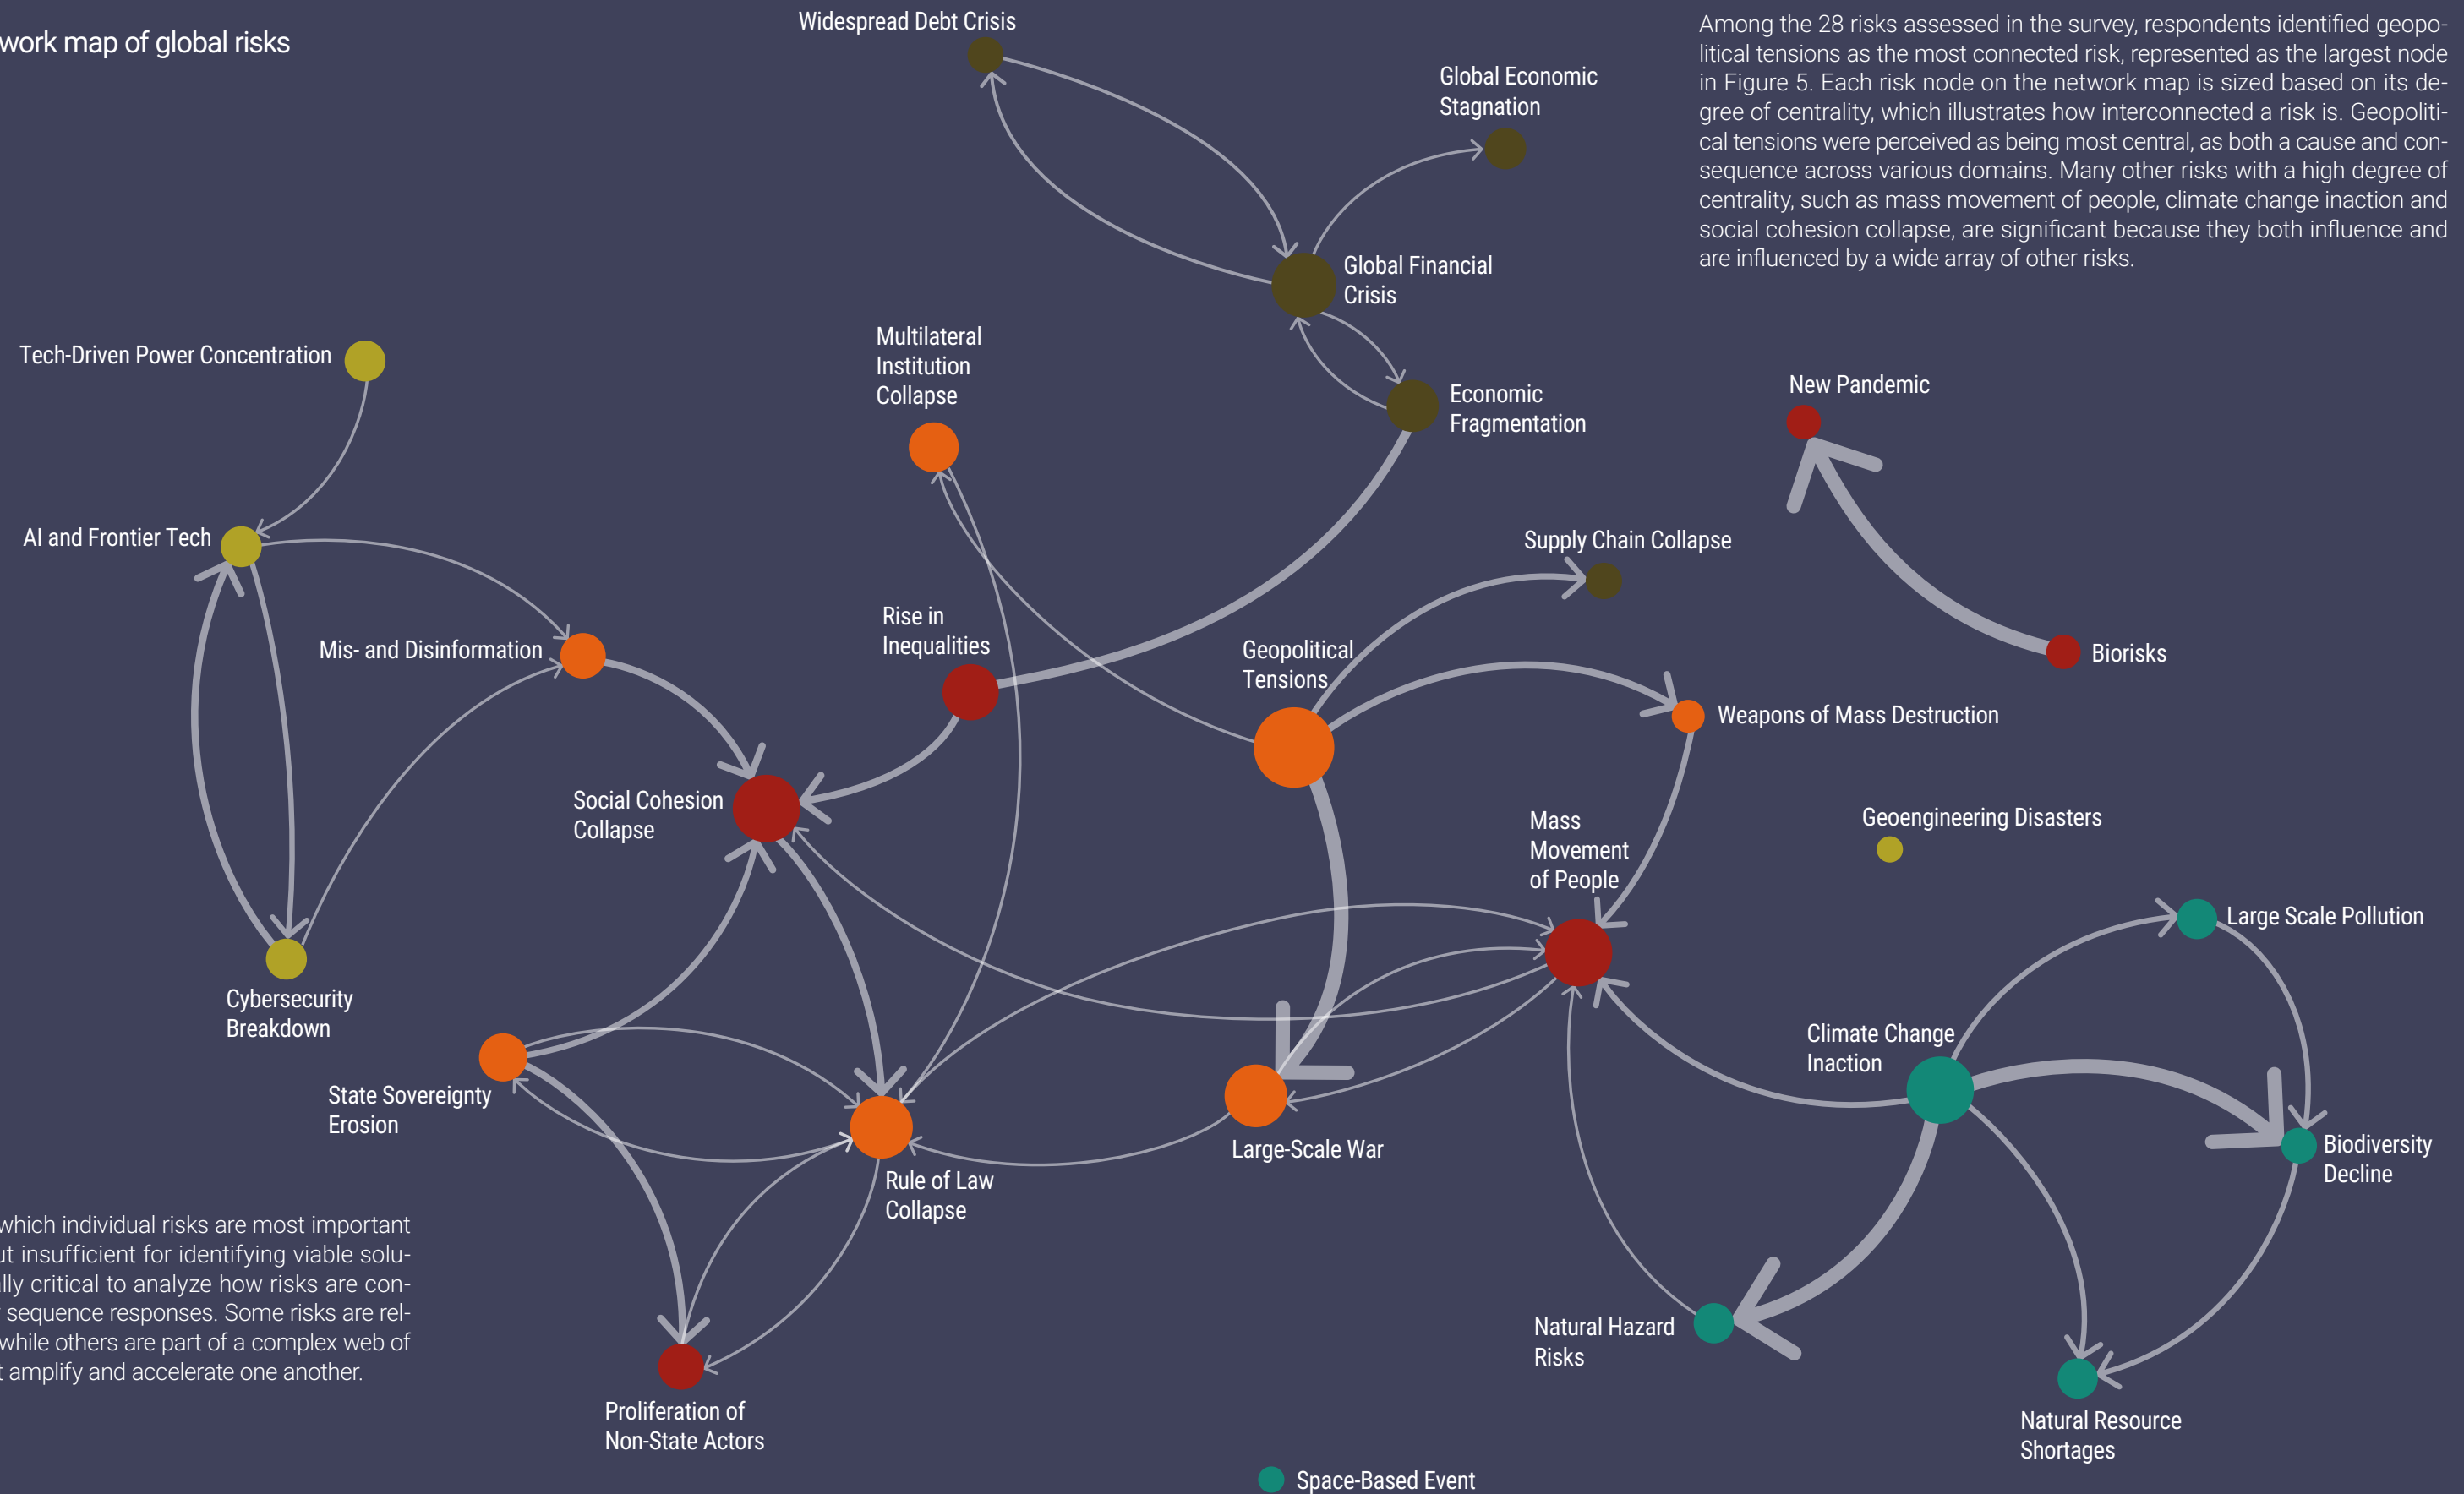 work map of global risks
Among the 28 risks assessed in the survey, respondents identified geopo-
litical tensions as the most connected risk, represented as the largest node
in Figure 5. Each risk node on the network map is sized based on its de-
gree of centrality, which illustrates how interconnected a risk is. Geopoliti-
cal tensions were perceived as being most central, as both a cause and con-
sequence across various domains. Many other risks with a high degree of
centrality, such as mass movement of people, climate change inaction and
social cohesion collapse, are significant because they both influence and
are influenced by a wide array of other risks.
Widespread Debt Crisis
Global Economic
Stagnation
Global Financial
Crisis
Multilateral
Institution
Collapse
Tech-Driven Power Concentration
Economic
Fragmentation
New Pandemic
AI and Frontier Tech
Supply Chain Collapse
Rise in
Inequalities
Mis- and Disinformation
Geopolitical
Tensions
Biorisks
Weapons of Mass Destruction
Social Cohesion
Collapse
Mass
Movement
of People
Geoengineering Disasters
Large Scale Pollution
Cybersecurity
Breakdown
Climate Change
Inaction
State Sovereignty
Erosion
Large-Scale War
Biodiversity
Decline
Rule of Law
Collapse
which individual risks are most important
ut insufficient for identifying viable solu-
lly critical to analyze how risks are con-
sequence responses. Some risks are rel-
while others are part of a complex web of
t amplify and accelerate one another.
Natural Hazard
Risks
Proliferation of
Non-State Actors
Natural Resource
Shortages
Space-Based Event